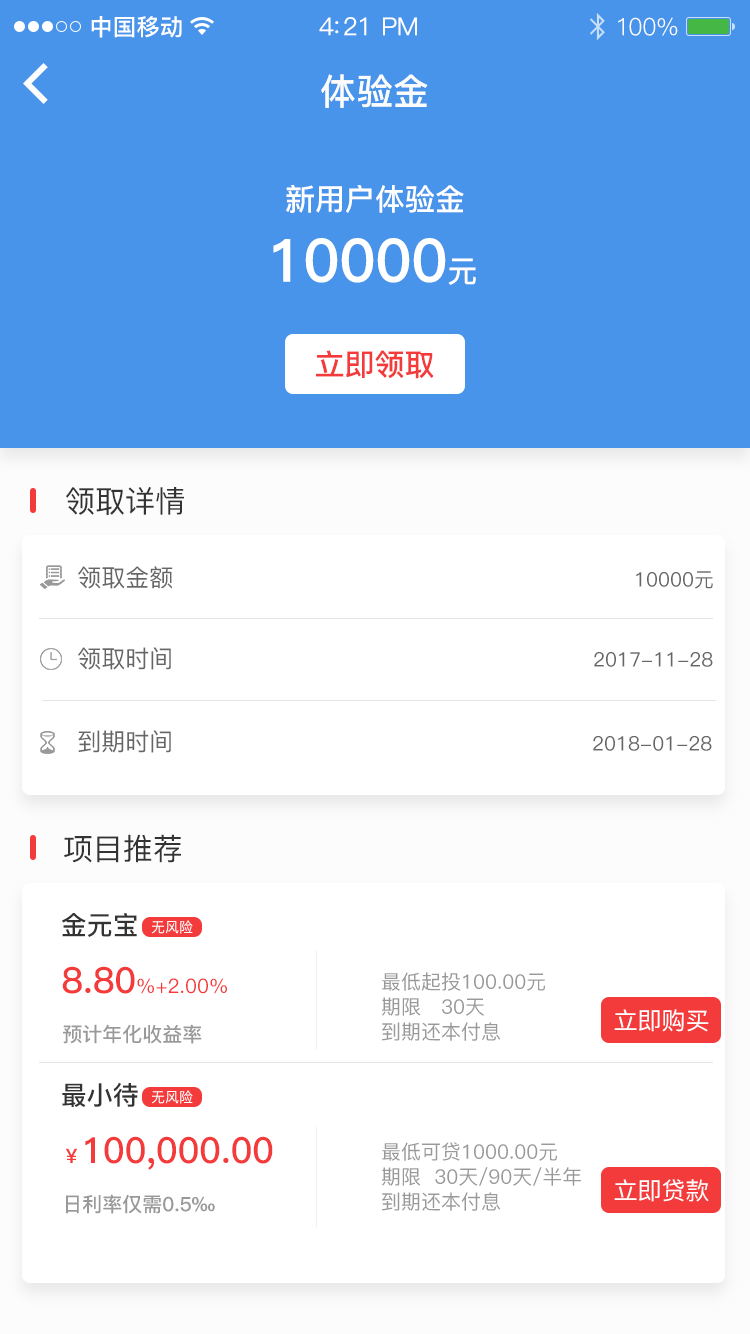 中国移动 4:21 PM 100%
体验金
新用户体验金
10000元
立即领取
领取详情
领取金额 10000元
领取时间 2017-11-28
到期时间 2018-01-28
项目推荐
金元宝 无风险
8.80%+2.00%
预计年化收益率
最低起投100.00元
期限 30天
到期还本付息
立即购买
最小待 无风险
¥100,000.00
日利率仅需0.5‰
最低可贷1000.00元
期限 30天/90天/半年
到期还本付息
立即贷款